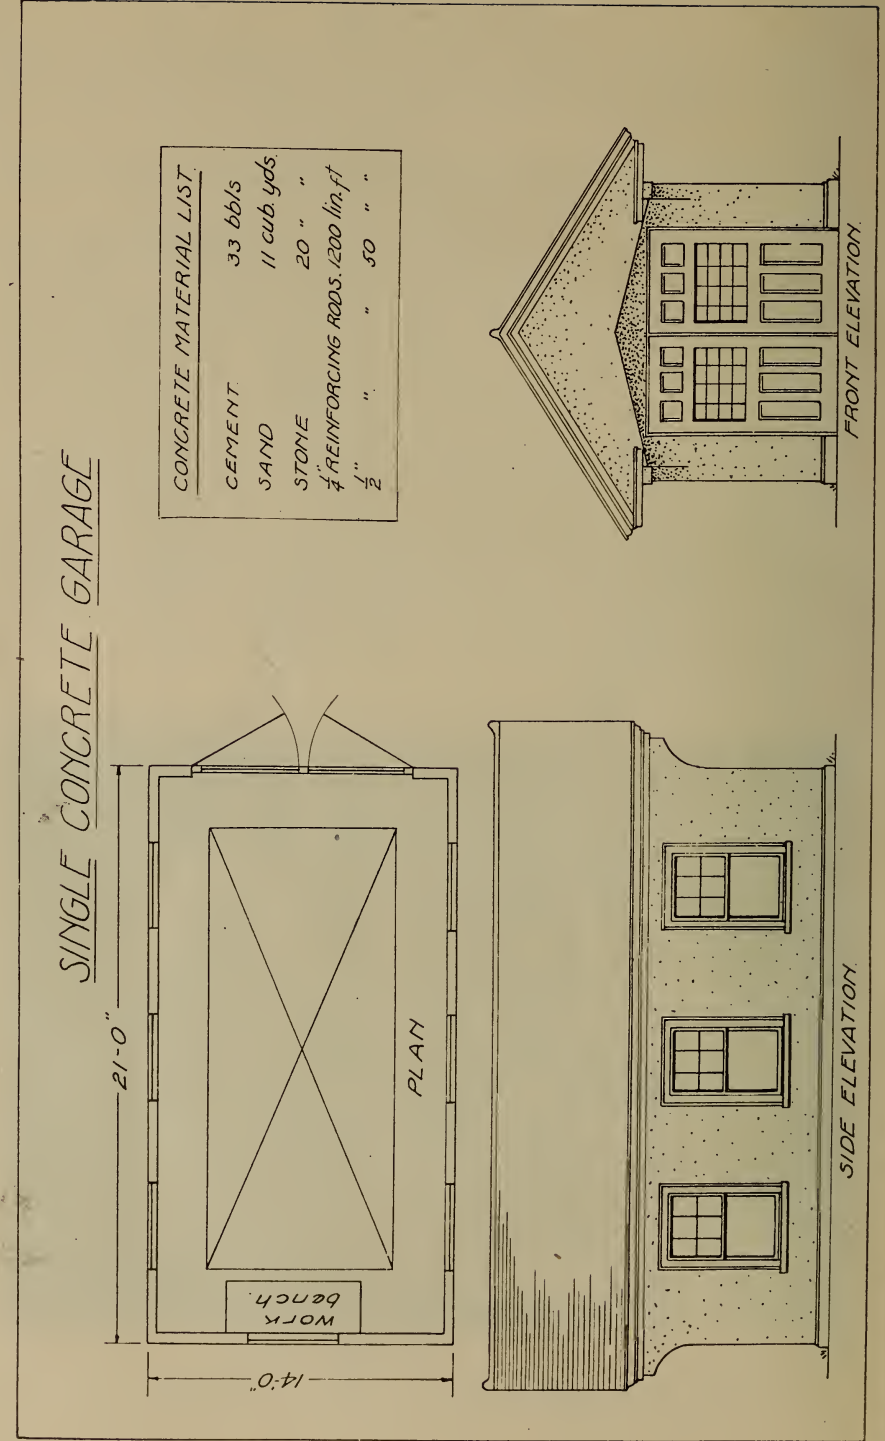 SINGLE CONCRETE GARAGE
21'-0"
14'-0"
work
bench.
PLAN
CONCRETE MATERIAL LIST
CEMENT 33 bbls
SAND 11 cub. yds.
STONE 20 " "
1/4" REINFORCING RODS. 1200 lin. ft
1/2" " " 50 " "
SIDE ELEVATION.
FRONT ELEVATION.